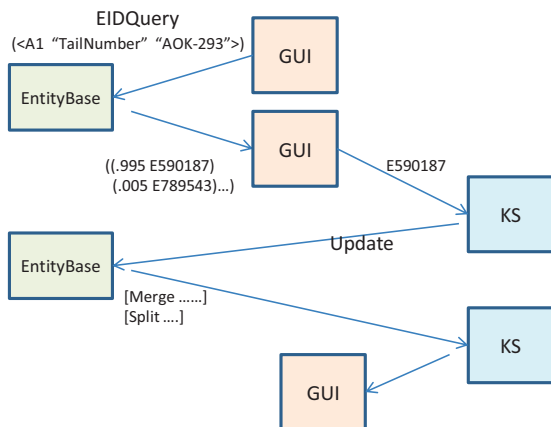 EIDQuery
(<A1 “TailNumber” “AOK-293”>)
GUI
EntityBase
GUI
((.995 E590187)
(.005 E789543)…)
E590187
KS
Update
EntityBase
[Merge ……]
[Split ….]
KS
GUI